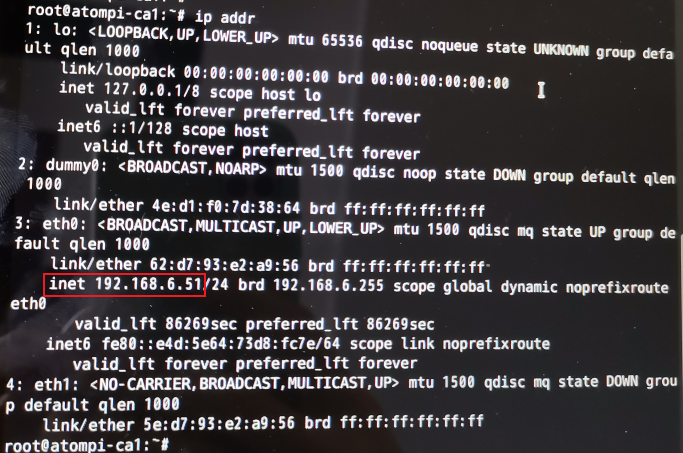 root@atompi-ca1:~# ip addr
1: lo: <LOOPBACK,UP,LOWER_UP> mtu 65536 qdisc noqueue state UNKNOWN group defa
ult qlen 1000
link/loopback 00:00:00:00:00:00 brd 00:00:00:00:00:00
inet 127.0.0.1/8 scope host lo
valid_lft forever preferred_lft forever
inet6 ::1/128 scope host
valid_lft forever preferred_lft forever
2: dummy0: <BROADCAST,NOARP> mtu 1500 qdisc noop state DOWN group default qlen
1000
link/ether 4e:d1:f0:7d:38:64 brd ff:ff:ff:ff:ff:ff
3: eth0: <BROADCAST,MULTICAST,UP,LOWER_UP> mtu 1500 qdisc mq state UP group de
fault qlen 1000
link/ether 62:d7:93:e2:a9:56 brd ff:ff:ff:ff:ff:ff
inet 192.168.6.51/24 brd 192.168.6.255 scope global dynamic noprefixroute
eth0
valid_lft 86269sec preferred_lft 86269sec
inet6 fe80::e4d:5e64:73d8:fc7e/64 scope link noprefixroute
valid_lft forever preferred_lft forever
4: eth1: <NO-CARRIER,BROADCAST,MULTICAST,UP> mtu 1500 qdisc mq state DOWN grou
p default qlen 1000
link/ether 5e:d7:93:e2:a9:56 brd ff:ff:ff:ff:ff:ff
root@atompi-ca1:~#